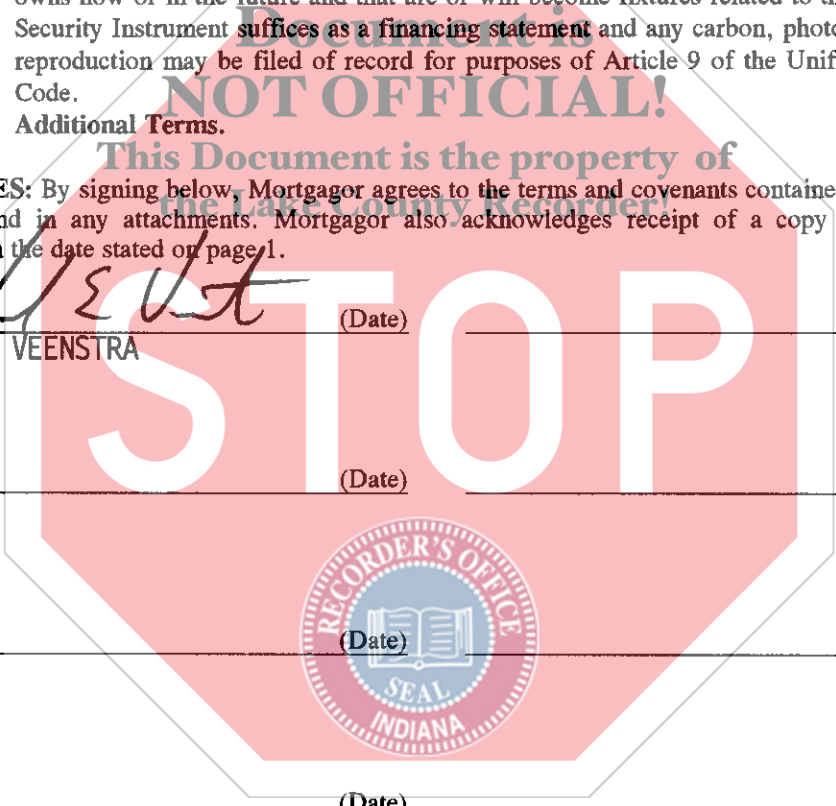 owns now or in the future and that are or will become fixtures related to
Security Instrument suffices as a financing statement and any carbon, photo
reproduction may be filed of record for purposes of Article 9 of the Unif
Code.
Additional Terms.
ES: By signing below, Mortgagor agrees to the terms and covenants containe
nd in any attachments. Mortgagor also acknowledges receipt of a copy
the date stated on page 1.
(Date)
VEENSTRA
(Date)
(Date)
(Date)
Document is
NOT OFFICIAL!
This Document is the property of
the Lake County Recorder!
STOP
RECORDER'S OFFICE
SEAL
INDIANA